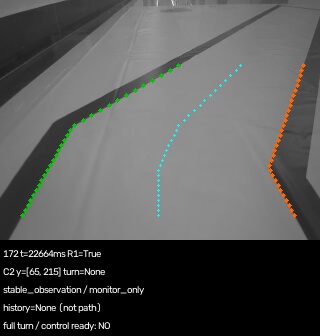 172 t=22664ms R1=True
C2 y=[65, 215] turn=None
stable_observation / monitor_only
history=None (not path)
full turn / control ready: NO